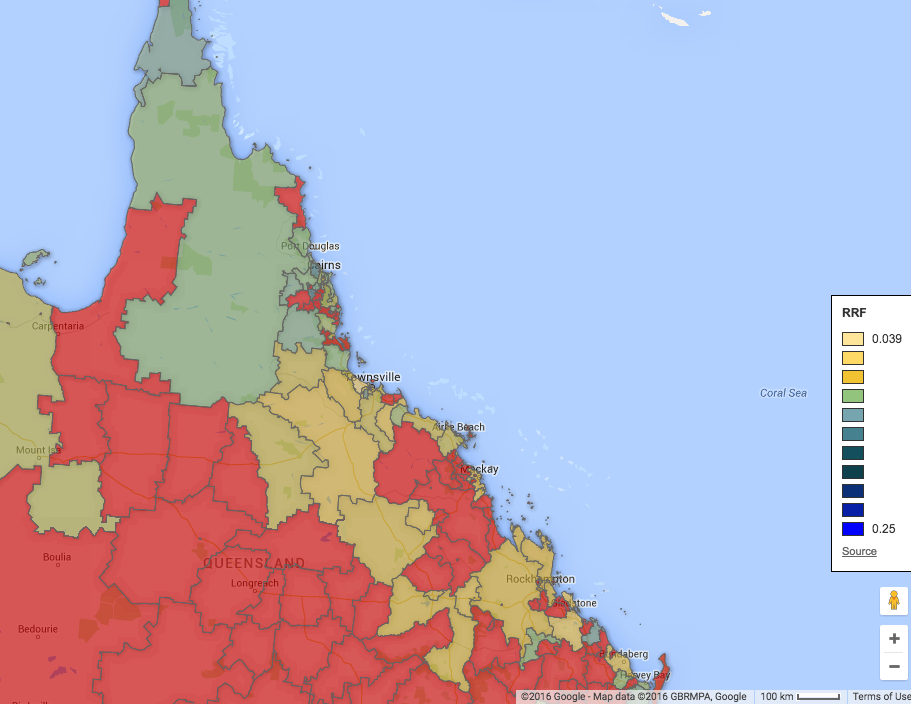 Port Douglas
Cairns
Carpentaria
Townsville
Coral Sea
Airlie Beach
Mount Isa
Mackay
Boulia
QUEENSLAND
Longreach
Rockhampton
Gladstone
Bedourie
Bundaberg
Hervey Bay
RRF
0.039
0.25
Source
+
−
©2016 Google - Map data ©2016 GBRMPA, Google
100 km
Terms of Use